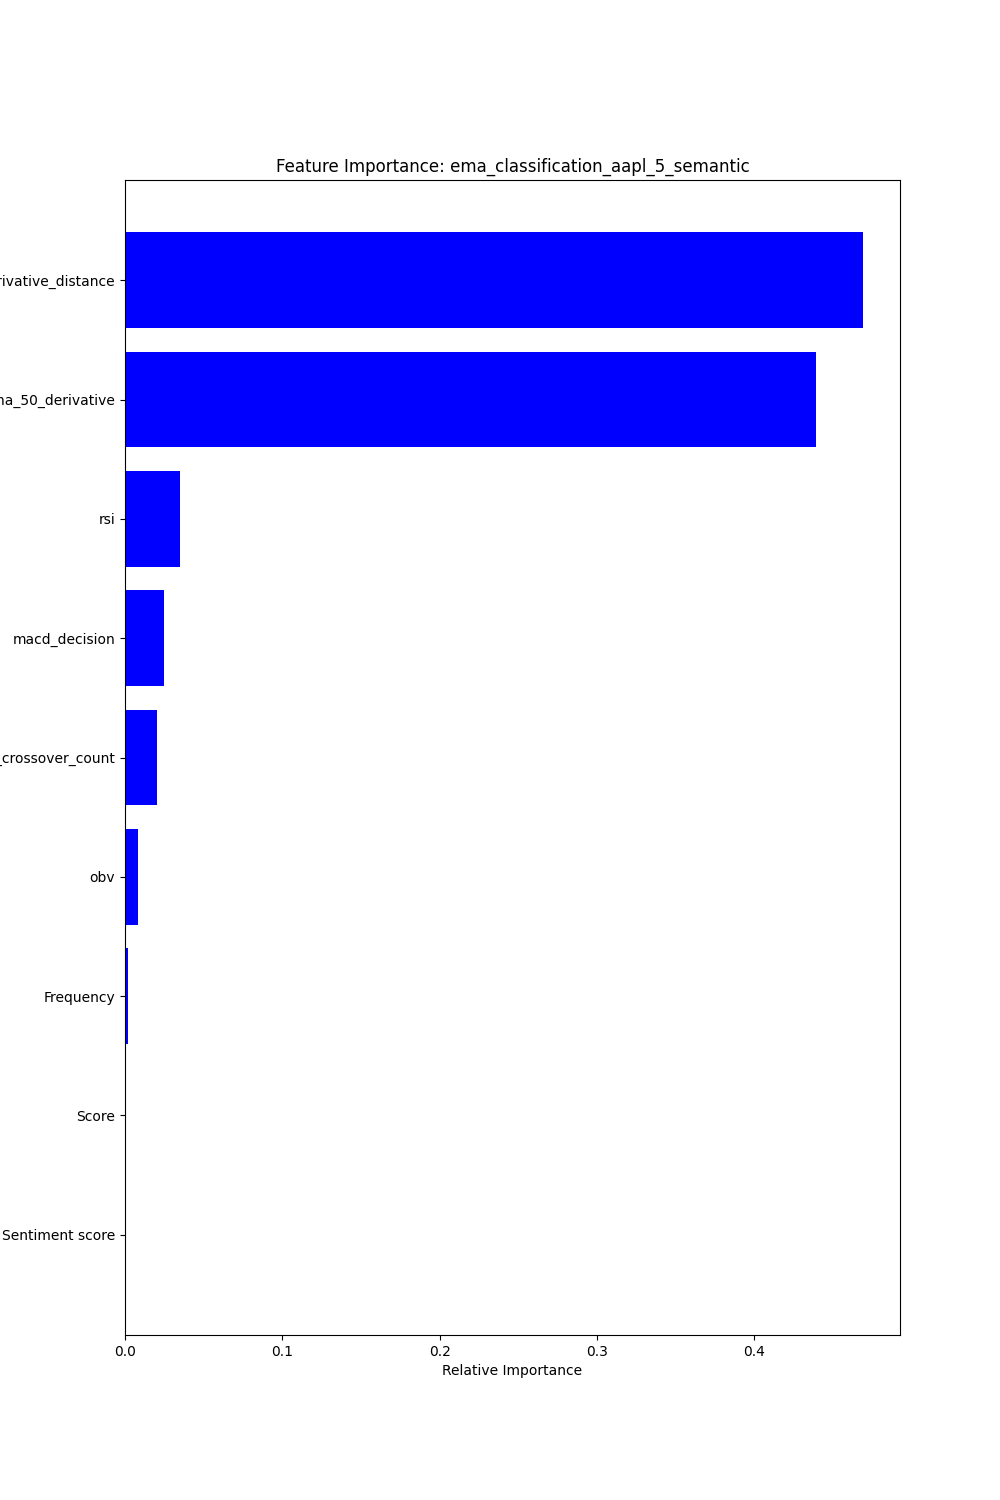 Feature Importance: ema_classification_aapl_5_semantic
rivative_distance
na_50_derivative
rsi
macd_decision
_crossover_count
obv
Frequency
Score
Sentiment score
0.0 0.1 0.2 0.3 0.4
Relative Importance